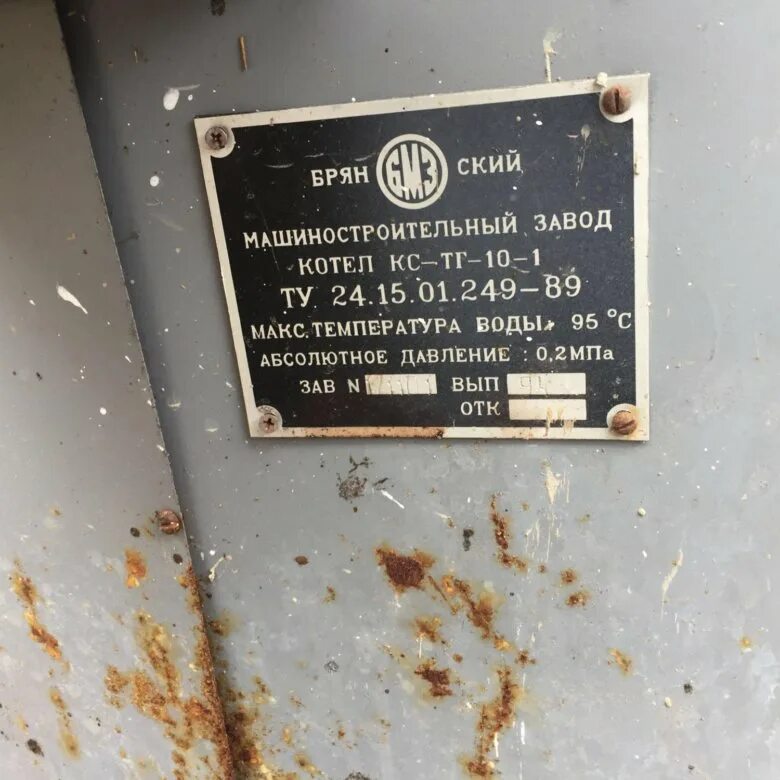 БРЯН БМЗ СКИЙ
МАШИНОСТРОИТЕЛЬНЫЙ ЗАВОД
КОТЕЛ КС-ТГ-10-1
ТУ 24.15.01.249-89
МАКС.ТЕМПЕРАТУРА ВОДЫ, 95 °С
АБСОЛЮТНОЕ ДАВЛЕНИЕ : 0,2МПа
ЗАВ N ВЫП
ОТК